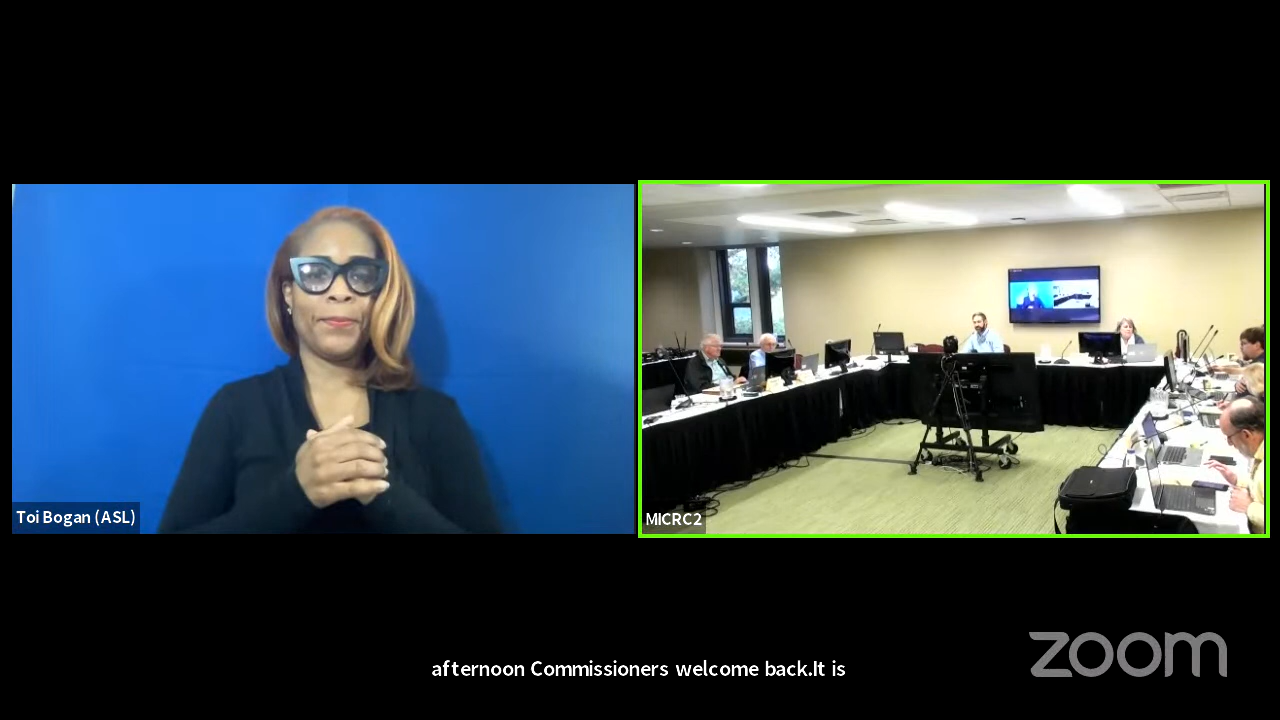 Toi Bogan (ASL)
MICRC2
afternoon Commissioners welcome back.It is
zoom